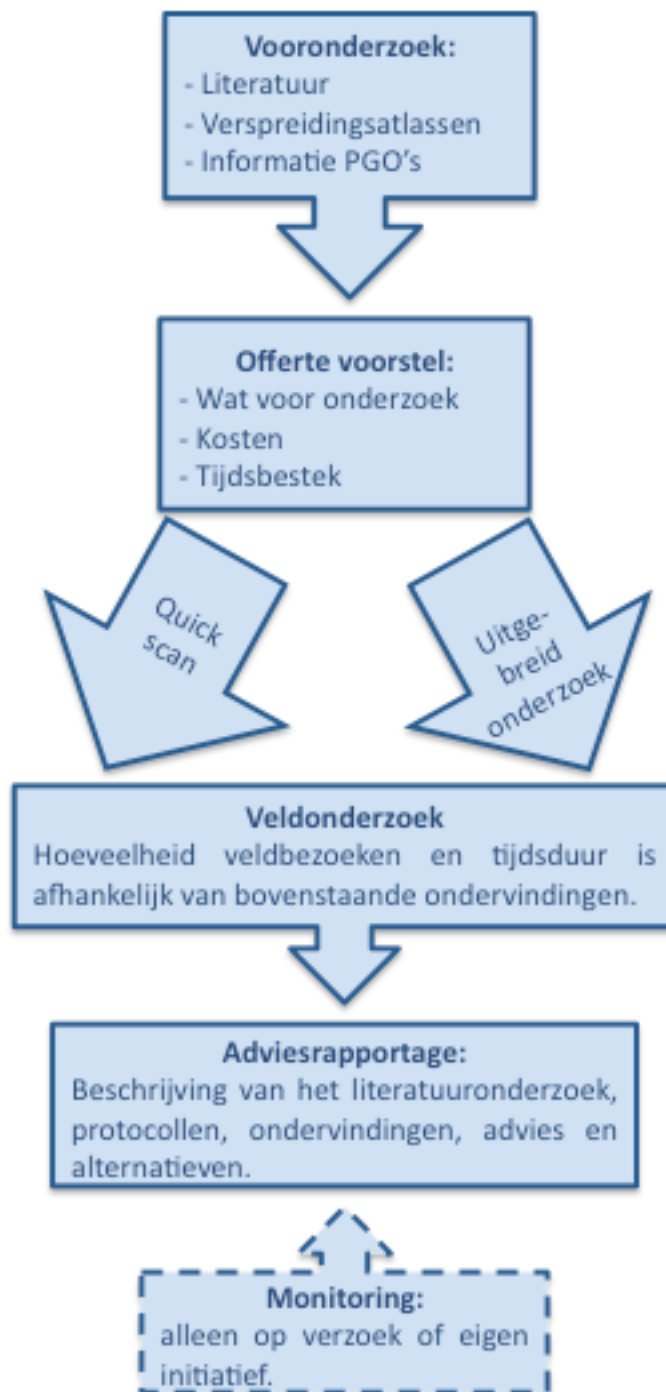 Vooronderzoek:
- Literatuur
- Verspreidingsatlassen
- Informatie PGO's
Offerte voorstel:
- Wat voor onderzoek
- Kosten
- Tijdsbestek
Quick
scan
Uitge-
breid
onderzoek
Veldonderzoek
Hoeveelheid veldbezoeken en tijdsduur is
afhankelijk van bovenstaande ondervindingen.
Adviesrapportage:
Beschrijving van het literatuuronderzoek,
protocollen, ondervindingen, advies en
alternatieven.
Monitoring:
alleen op verzoek of eigen
initiatief.